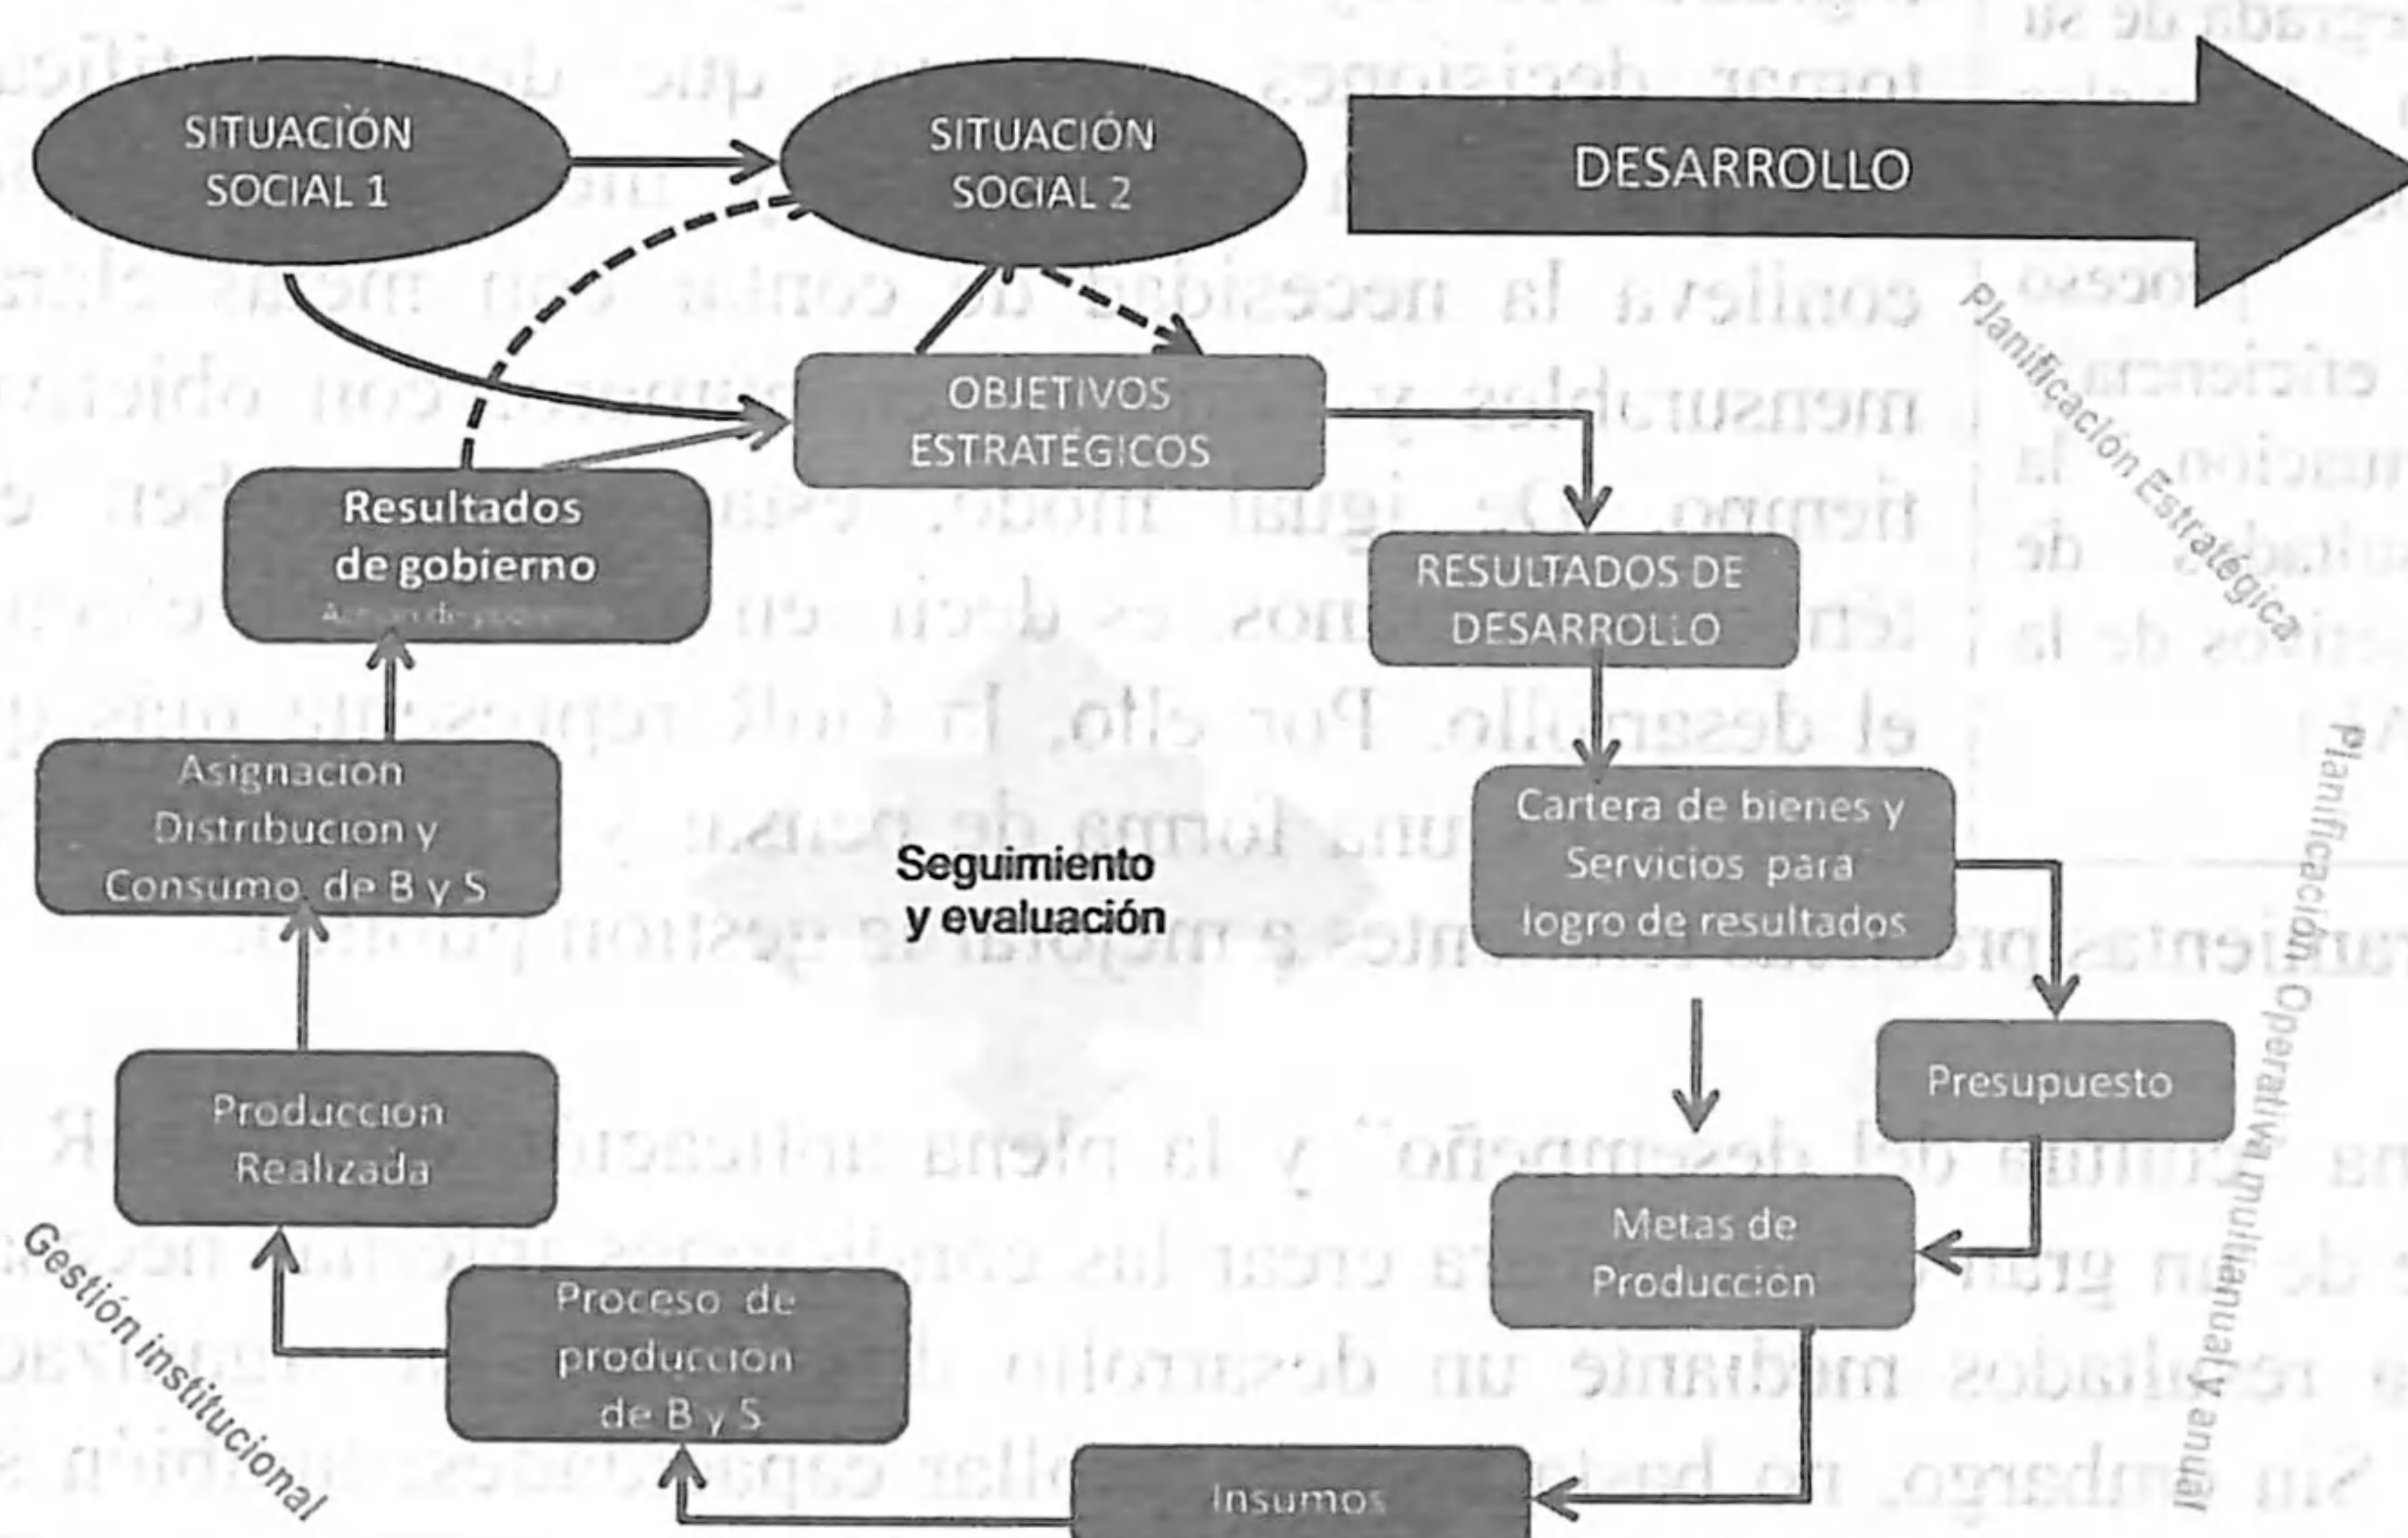 SITUACIÓN
SOCIAL 1
SITUACIÓN
SOCIAL 2
DESARROLLO
OBJETIVOS
ESTRATÉGICOS
Resultados
de gobierno
RESULTADOS DE
DESARROLLO
Planificación Estratégica
Asignación
Distribucion y
Consumo de B y S
Seguimiento
y evaluación
Cartera de bienes y
Servicios para
logro de resultados
Planificación Operativa multianual y anual
Presupuesto
Produccion
Realizada
Metas de
Producción
Proceso de
produccion
de B y S
Insumos
Gestión institucional